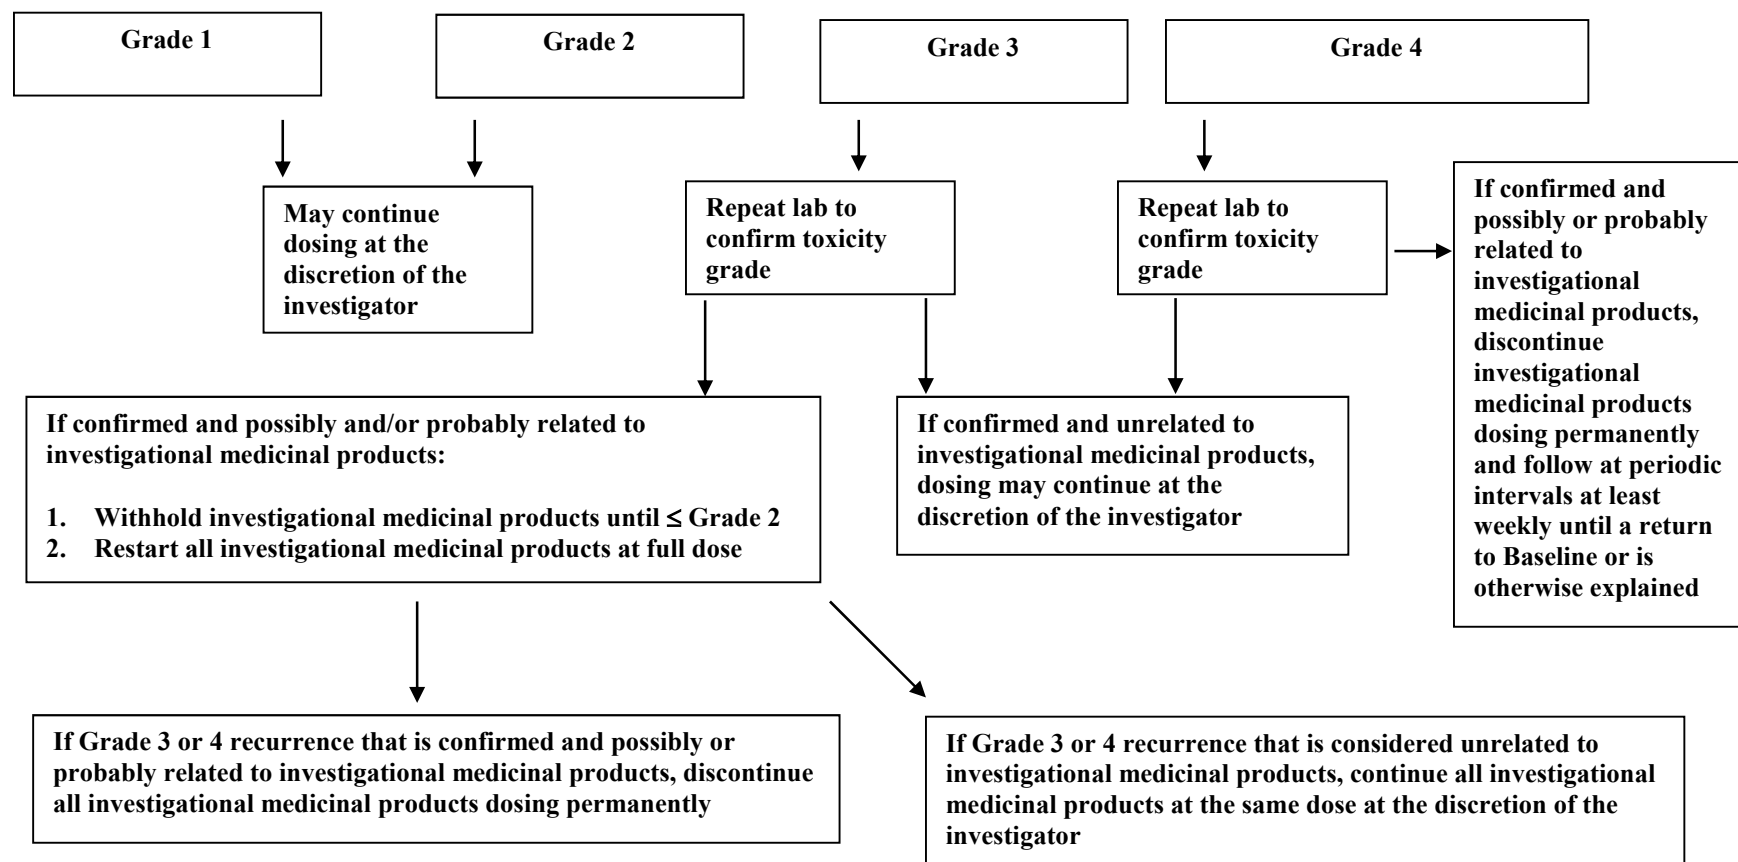 Grade 1
Grade 2
Grade 3
Grade 4
May continue
dosing at the
discretion of the
investigator
Repeat lab to
confirm toxicity
grade
Repeat lab to
confirm toxicity
grade
If confirmed and
possibly or probably
related to
investigational
medicinal products,
discontinue
investigational
medicinal products
dosing permanently
and follow at periodic
intervals at least
weekly until a return
to Baseline or is
otherwise explained
If confirmed and possibly and/or probably related to
investigational medicinal products:
1. Withhold investigational medicinal products until ≤ Grade 2
2. Restart all investigational medicinal products at full dose
If confirmed and unrelated to
investigational medicinal products,
dosing may continue at the
discretion of the investigator
If Grade 3 or 4 recurrence that is confirmed and possibly or
probably related to investigational medicinal products, discontinue
all investigational medicinal products dosing permanently
If Grade 3 or 4 recurrence that is considered unrelated to
investigational medicinal products, continue all investigational
medicinal products at the same dose at the discretion of the
investigator